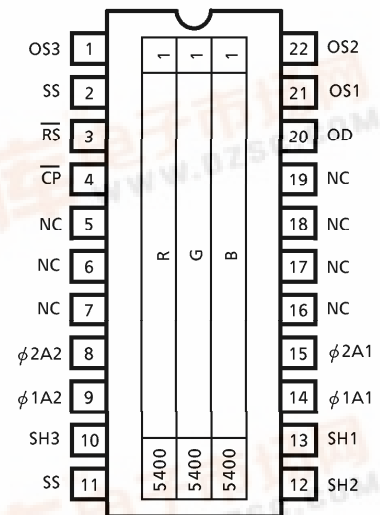 OS3 1 1 1 1 22 OS2
SS 2 21 OS1
R̅S̅ 3 20 OD
C̅P̅ 4 19 NC
NC 5 18 NC
NC 6 R G B 17 NC
NC 7 16 NC
ϕ2A2 8 15 ϕ2A1
ϕ1A2 9 14 ϕ1A1
SH3 10 13 SH1
SS 11 5400 5400 5400 12 SH2